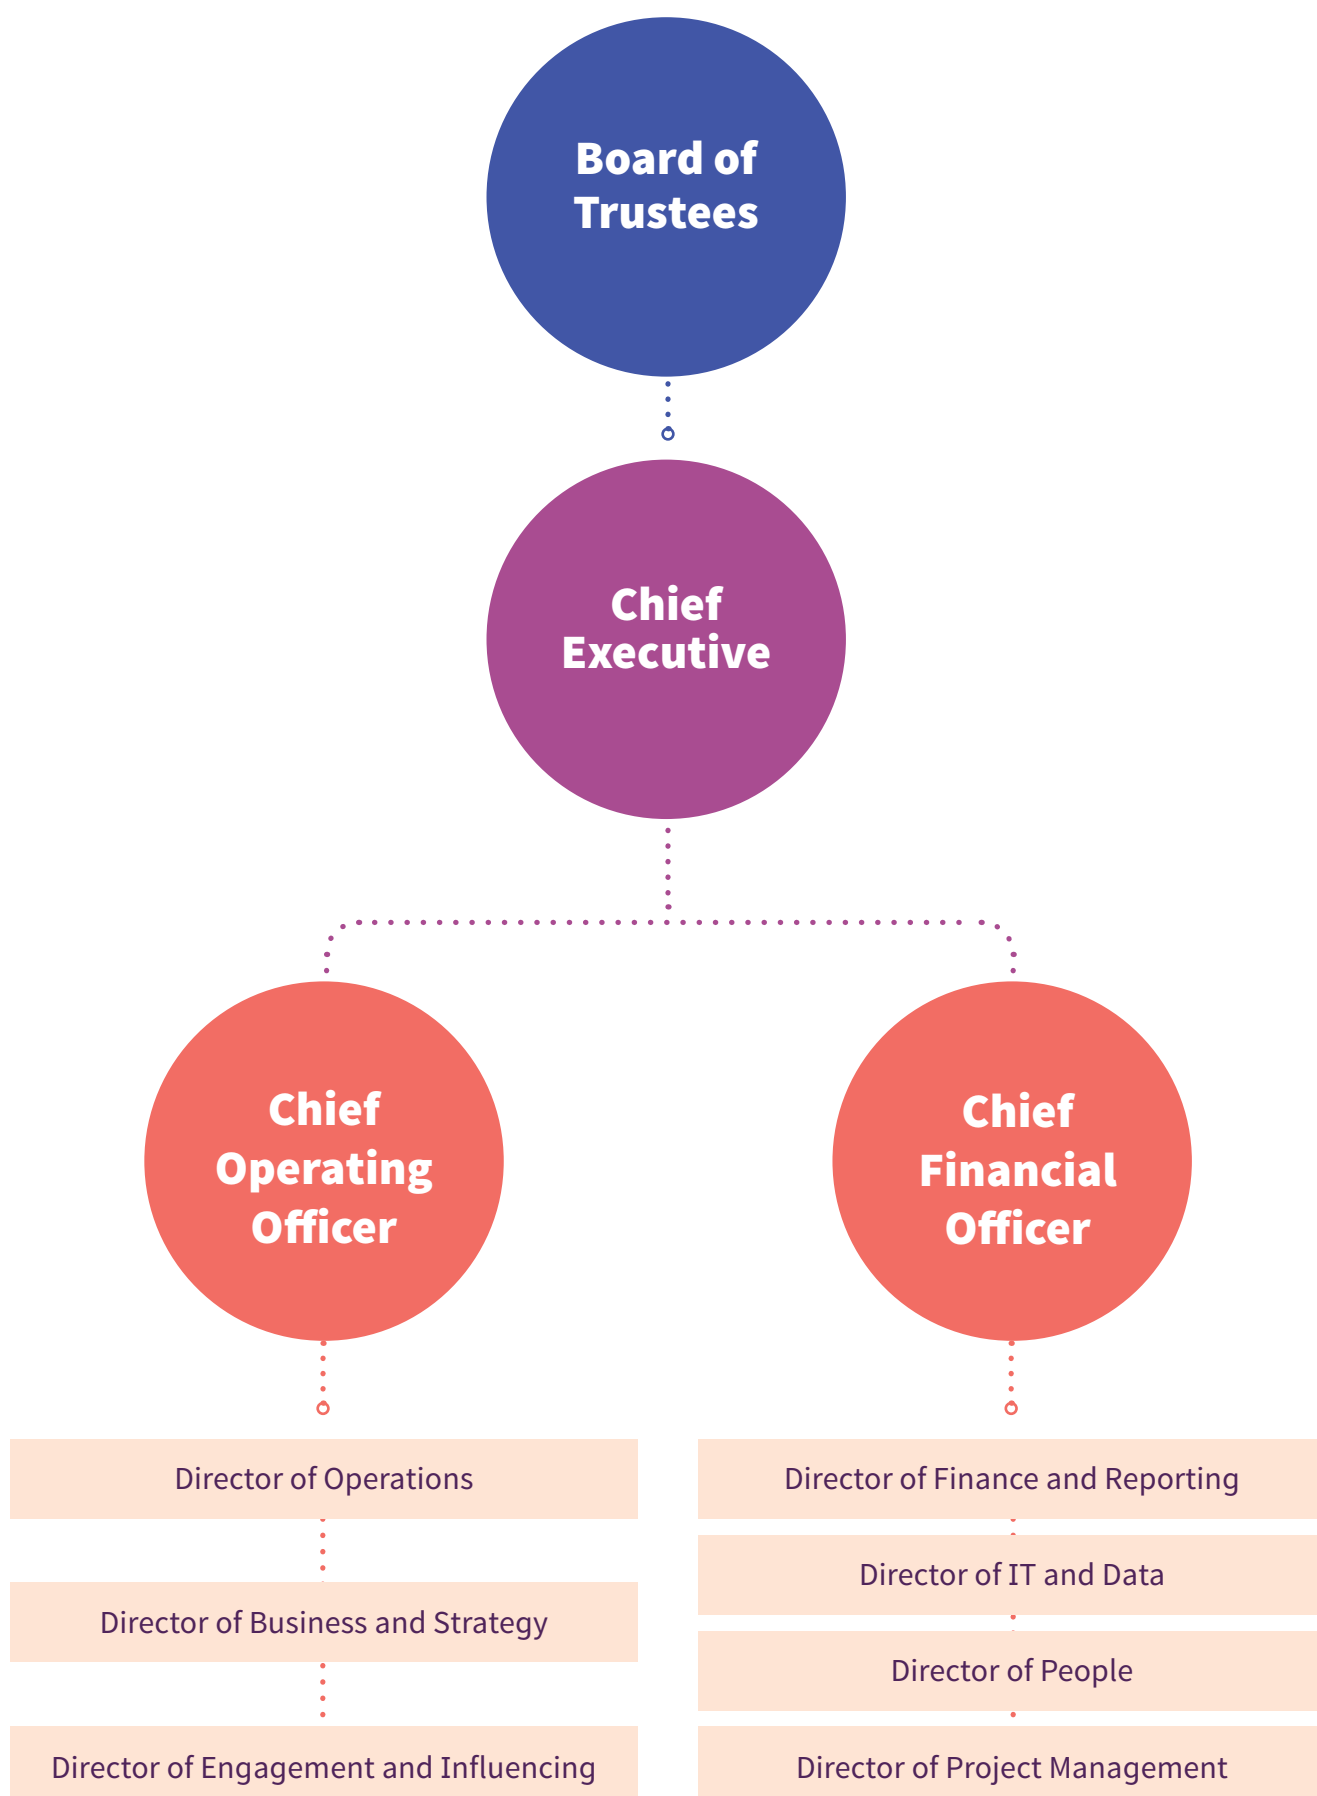 Board of
Trustees
Chief
Executive
Chief
Operating
Officer
Chief
Financial
Officer
Director of Operations
Director of Business and Strategy
Director of Engagement and Influencing
Director of Finance and Reporting
Director of IT and Data
Director of People
Director of Project Management